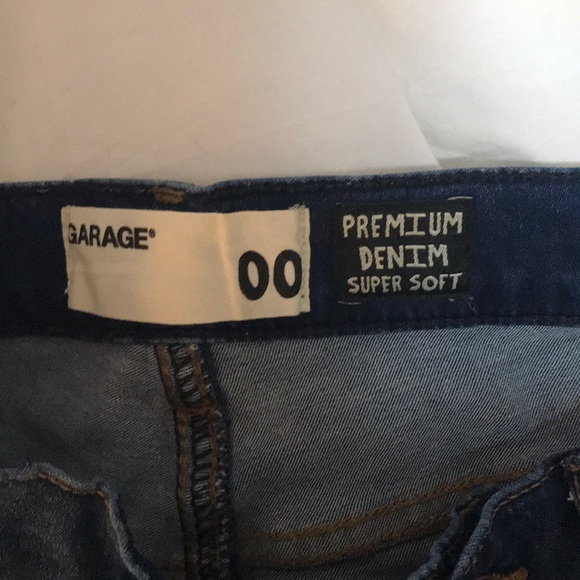 GARAGE®
00
PREMIUM
DENIM
SUPER SOFT